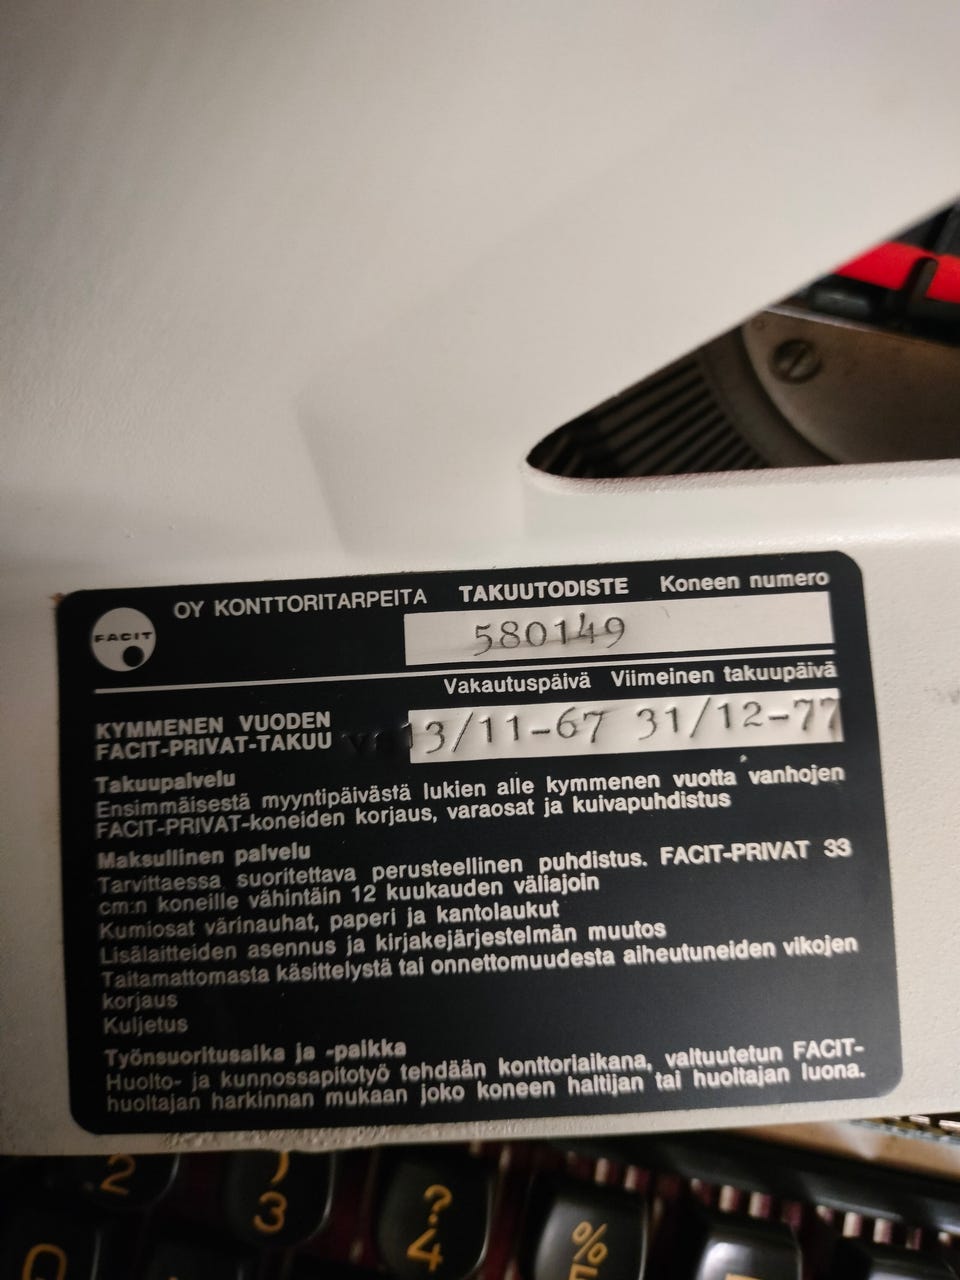 FACIT
OY KONTTORITARPEITA TAKUUTODISTE Koneen numero
580149
Vakautuspäivä Viimeinen takuupäivä
KYMMENEN VUODEN
FACIT-PRIVAT-TAKUU 13/11-67 31/12-77
Takuupalvelu
Ensimmäisestä myyntipäivästä lukien alle kymmenen vuotta vanhojen
FACIT-PRIVAT-koneiden korjaus, varaosat ja kuivapuhdistus
Maksullinen palvelu
Tarvittaessa suoritettava perusteellinen puhdistus. FACIT-PRIVAT 33
cm:n koneille vähintäin 12 kuukauden väliajoin
Kumiosat värinauhat, paperi ja kantolaukut
Lisälaitteiden asennus ja kirjakejärjestelmän muutos
Taitamattomasta käsittelystä tai onnettomuudesta aiheutuneiden vikojen
korjaus
Kuljetus
Työnsuoritusaika ja -paikka
Huolto- ja kunnossapitotyö tehdään konttoriaikana, valtuutetun FACIT-
huoltajan harkinnan mukaan joko koneen haltijan tai huoltajan luona.
2 3 ? %
4